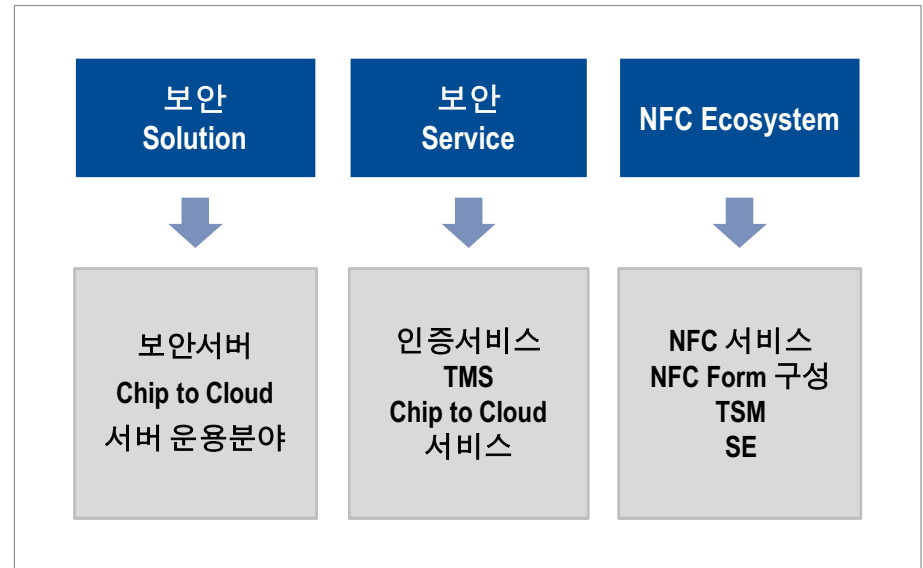 보안
Solution
보안
Service
NFC Ecosystem
보안서버
Chip to Cloud
서버 운용분야
인증서비스
TMS
Chip to Cloud
서비스
NFC 서비스
NFC Form 구성
TSM
SE